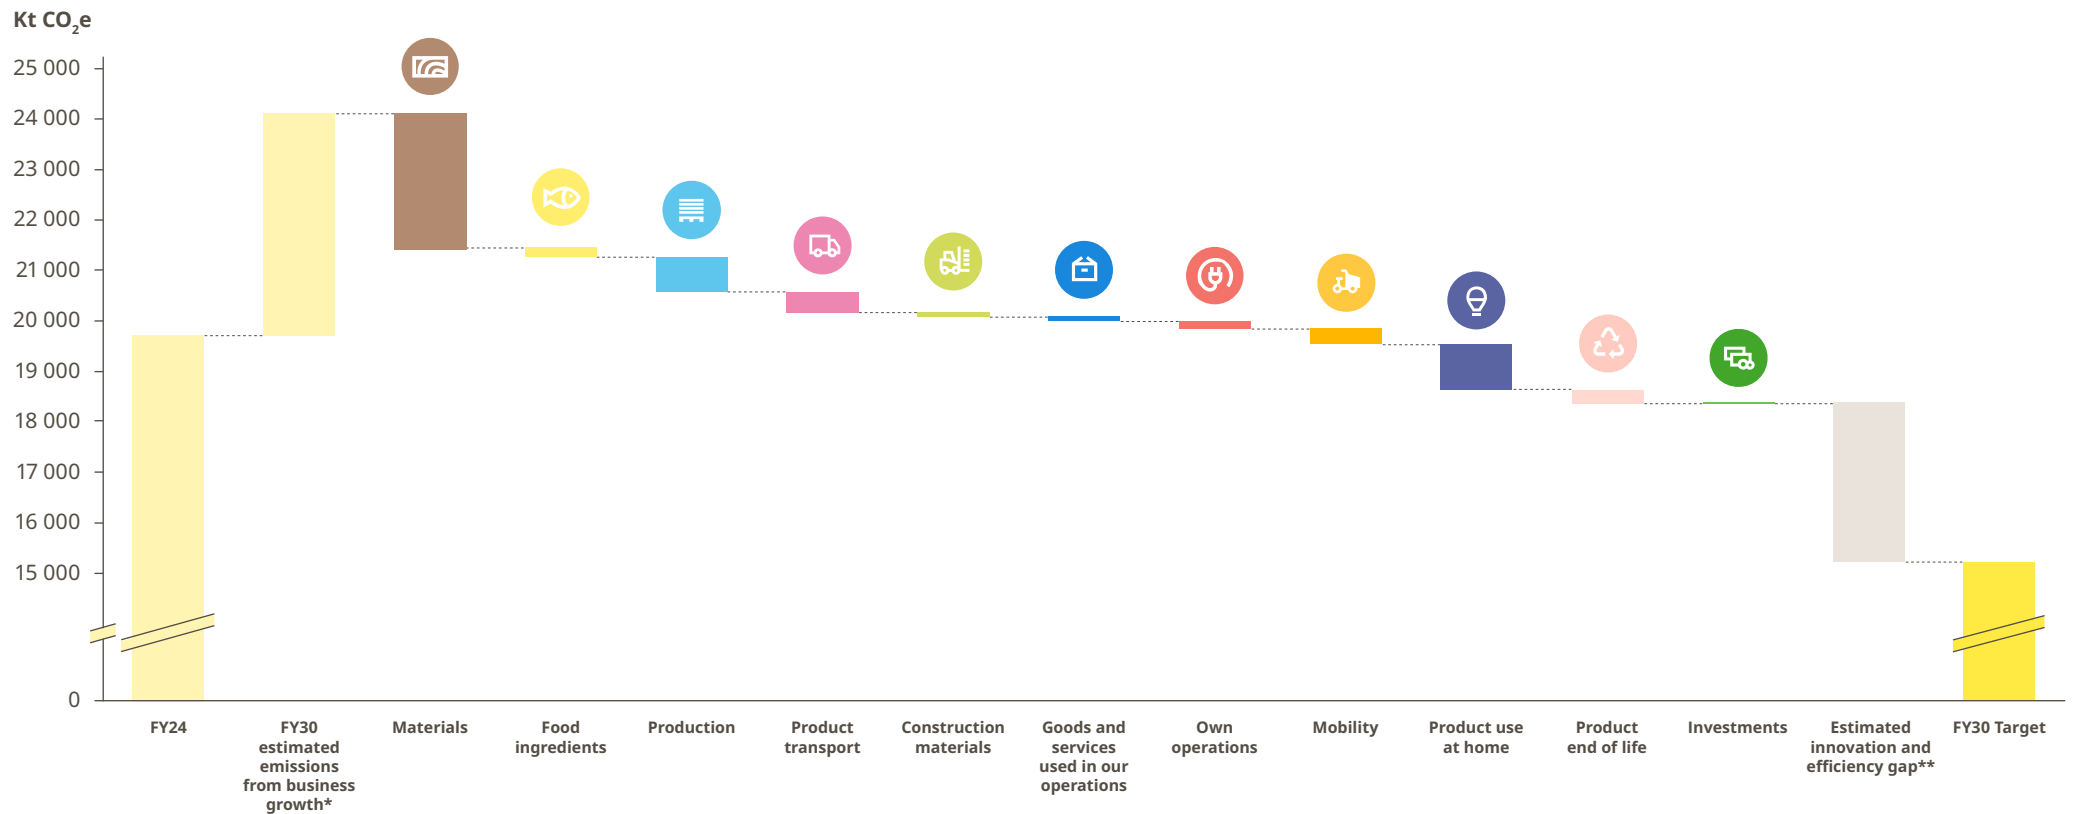 Kt CO₂e
25 000
24 000
23 000
22 000
21 000
20 000
19 000
18 000
17 000
16 000
15 000
0
FY24
FY30
estimated
emissions
from business
growth*
Materials
Food
ingredients
Production
Product
transport
Construction
materials
Goods and
services
used in our
operations
Own
operations
Mobility
Product use
at home
Product
end of life
Investments
Estimated
innovation and
efficiency gap**
FY30 Target